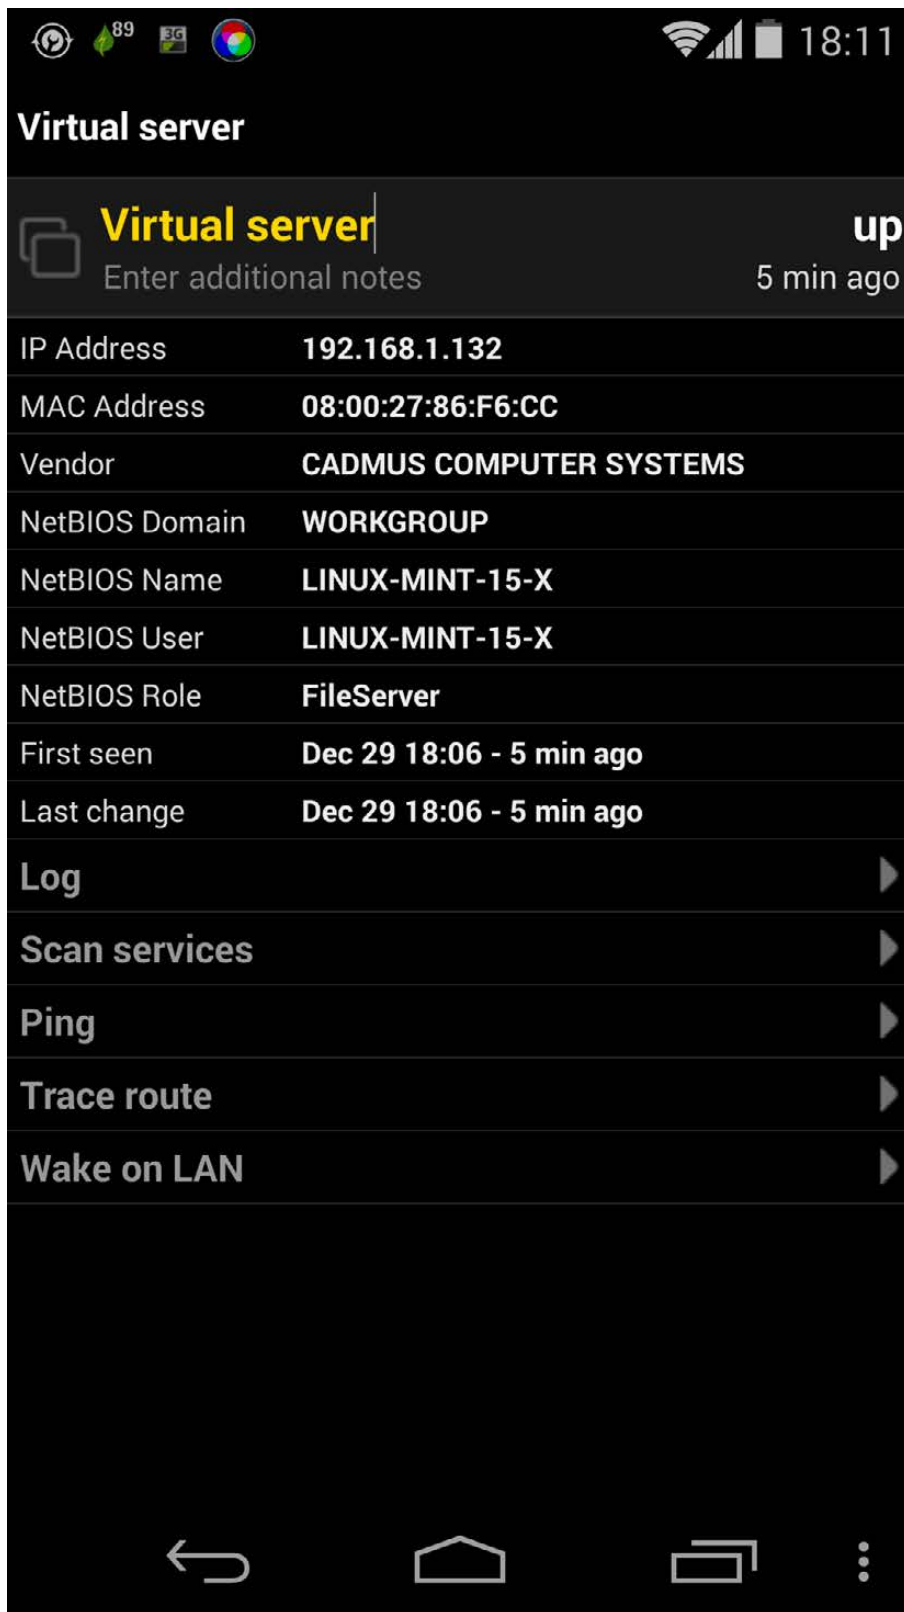 89 3G 18:11
Virtual server
Virtual server up
Enter additional notes 5 min ago
IP Address 192.168.1.132
MAC Address 08:00:27:86:F6:CC
Vendor CADMUS COMPUTER SYSTEMS
NetBIOS Domain WORKGROUP
NetBIOS Name LINUX-MINT-15-X
NetBIOS User LINUX-MINT-15-X
NetBIOS Role FileServer
First seen Dec 29 18:06 - 5 min ago
Last change Dec 29 18:06 - 5 min ago
Log
Scan services
Ping
Trace route
Wake on LAN